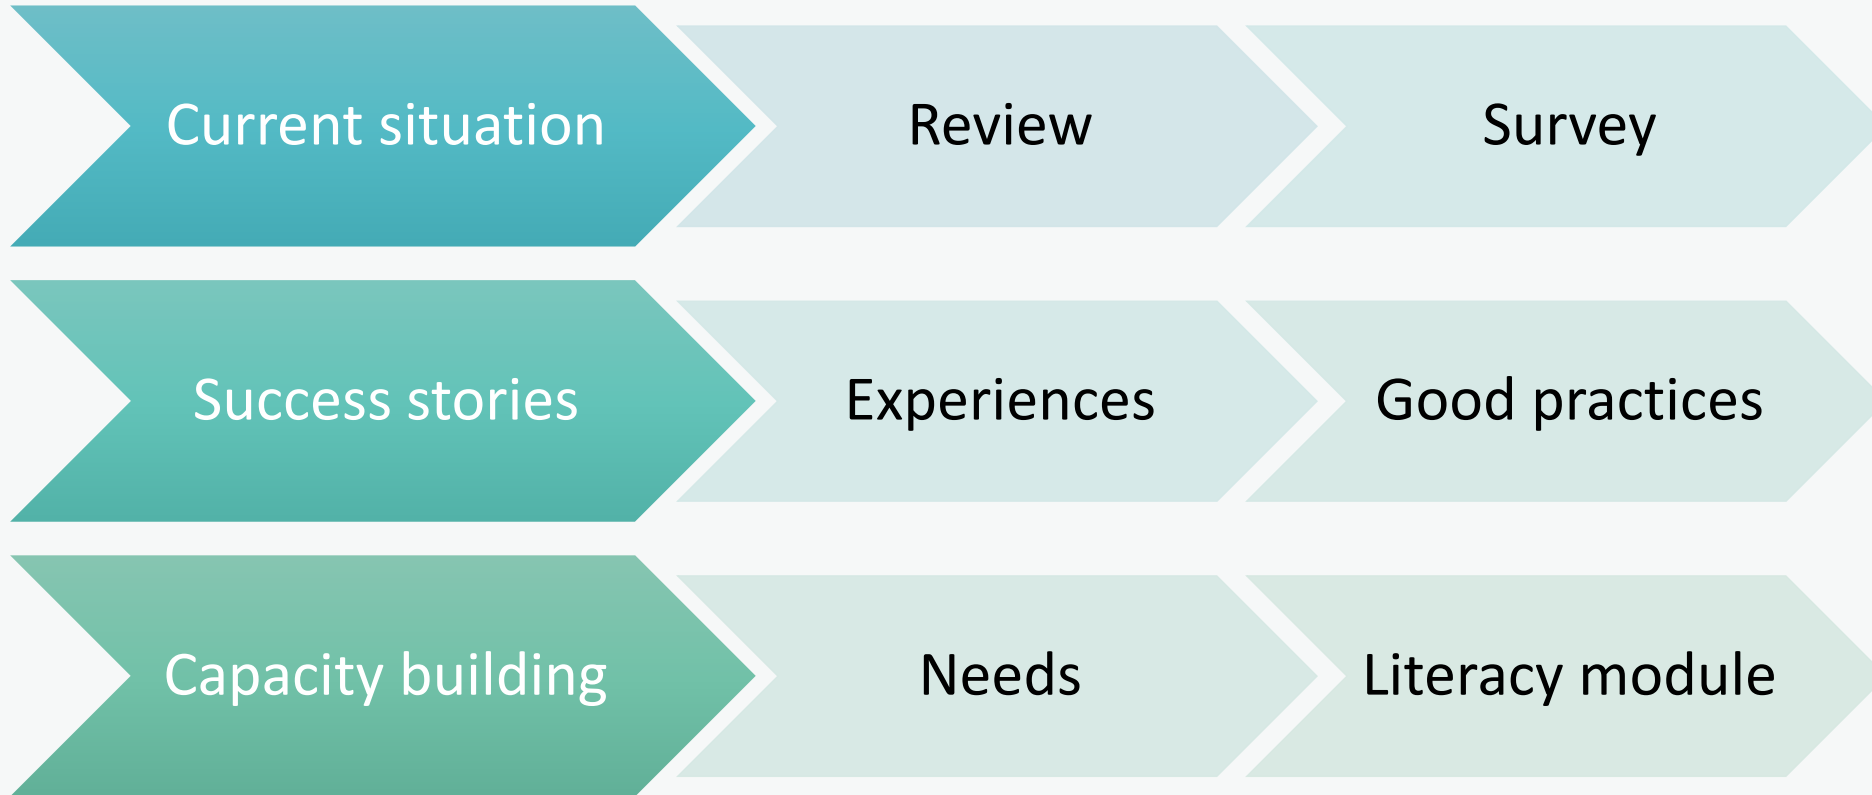 Current situation
Review
Survey
Success stories
Experiences
Good practices
Capacity building
Needs
Literacy module